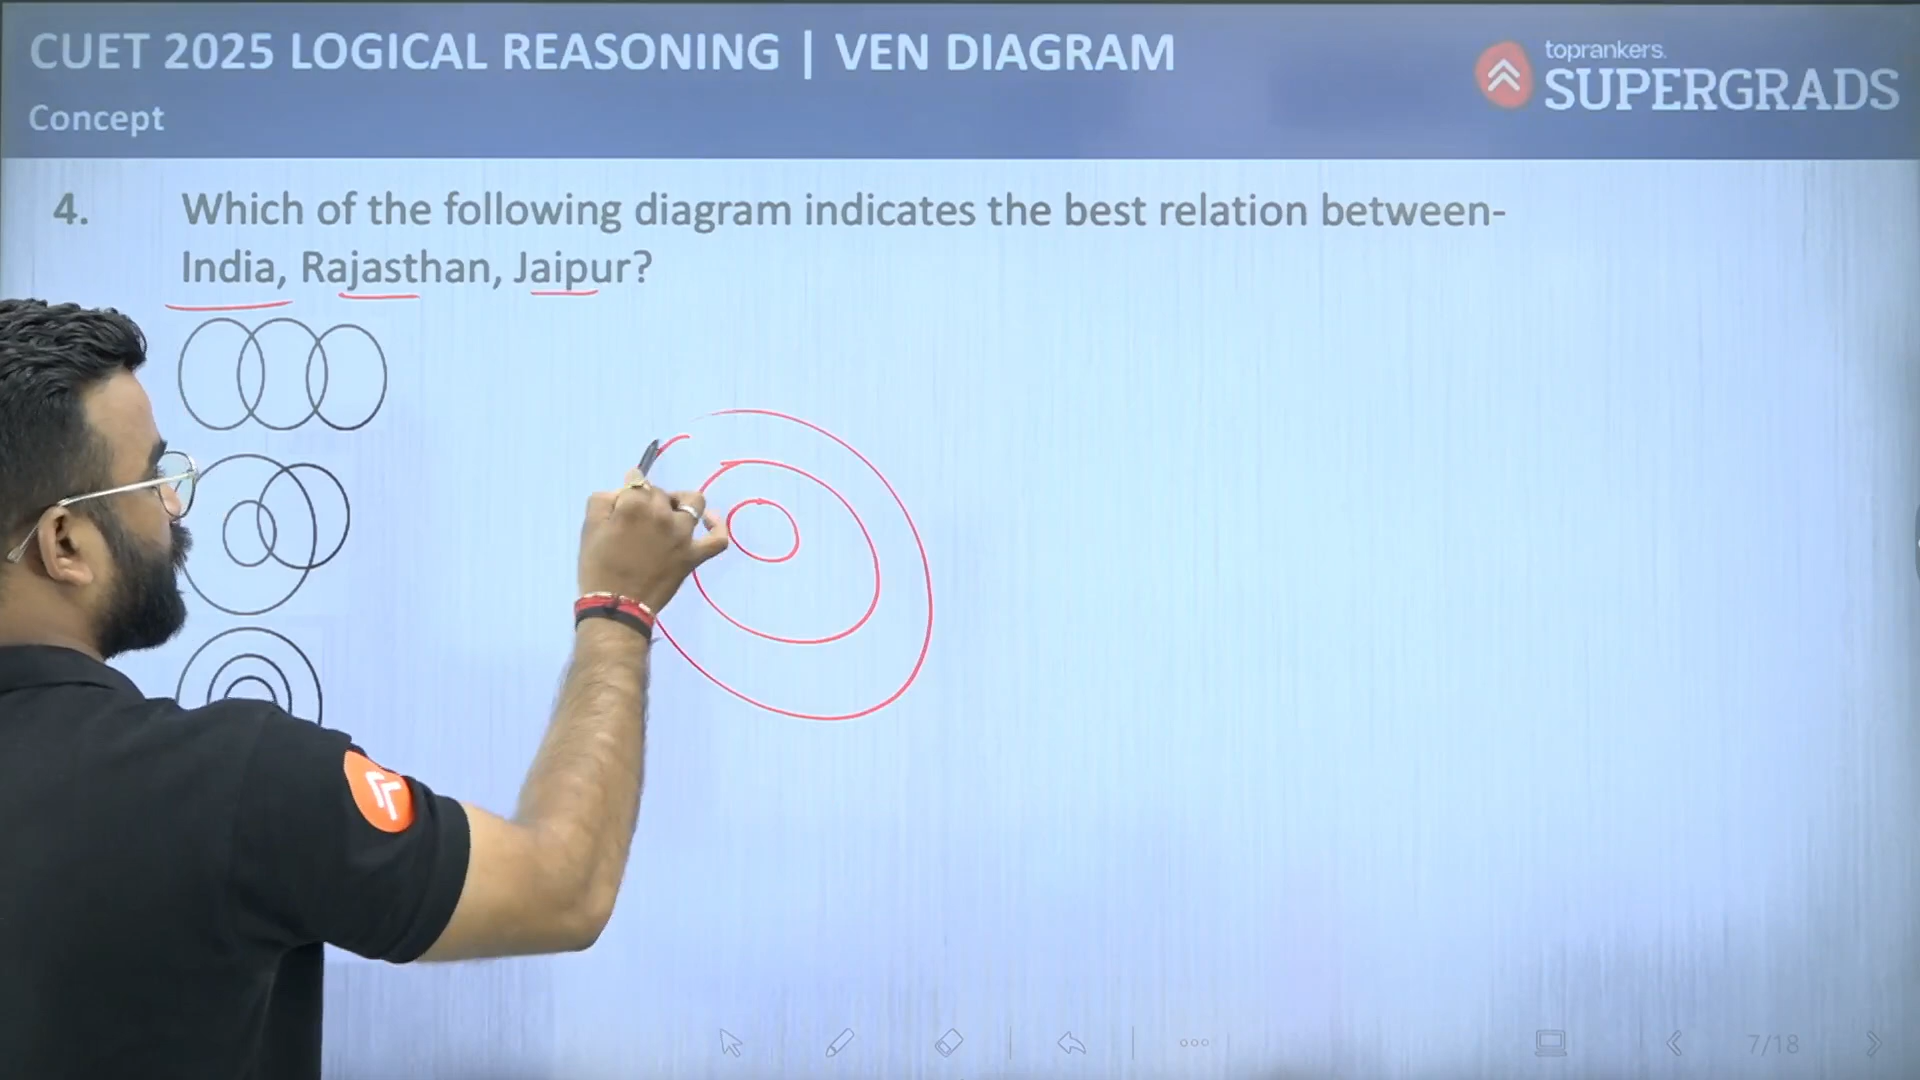 CUET 2025 LOGICAL REASONING | VEN DIAGRAM
Concept
toprankers.
SUPERGRADS
4. Which of the following diagram indicates the best relation between-
India, Rajasthan, Jaipur?
7/18